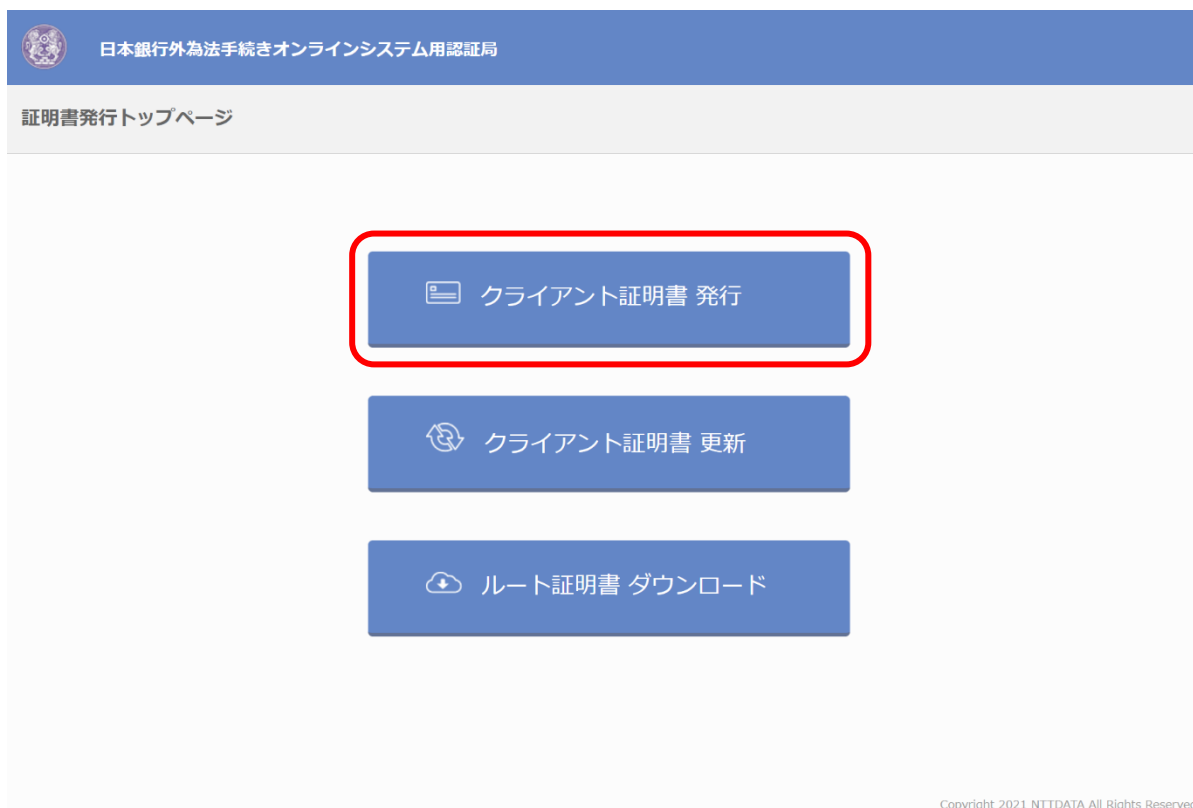 日本銀行外為法手続きオンラインシステム用認証局
証明書発行トップページ
クライアント証明書 発行
クライアント証明書 更新
ルート証明書 ダウンロード
Copyright 2021 NTTDATA All Rights Reserved